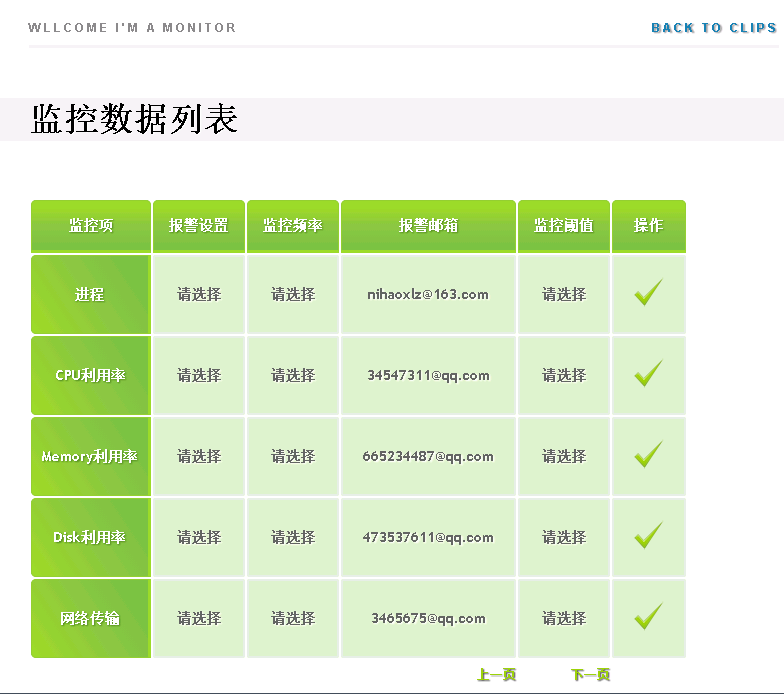 WLLCOME I'M A MONITOR
BACK TO CLIPS
监控数据列表
监控项 报警设置 监控频率 报警邮箱 监控阈值 操作
进程 请选择 请选择 nihaoxlz@163.com 请选择
CPU利用率 请选择 请选择 34547311@qq.com 请选择
Memory利用率 请选择 请选择 665234487@qq.com 请选择
Disk利用率 请选择 请选择 473537611@qq.com 请选择
网络传输 请选择 请选择 3465675@qq.com 请选择
上一页 下一页